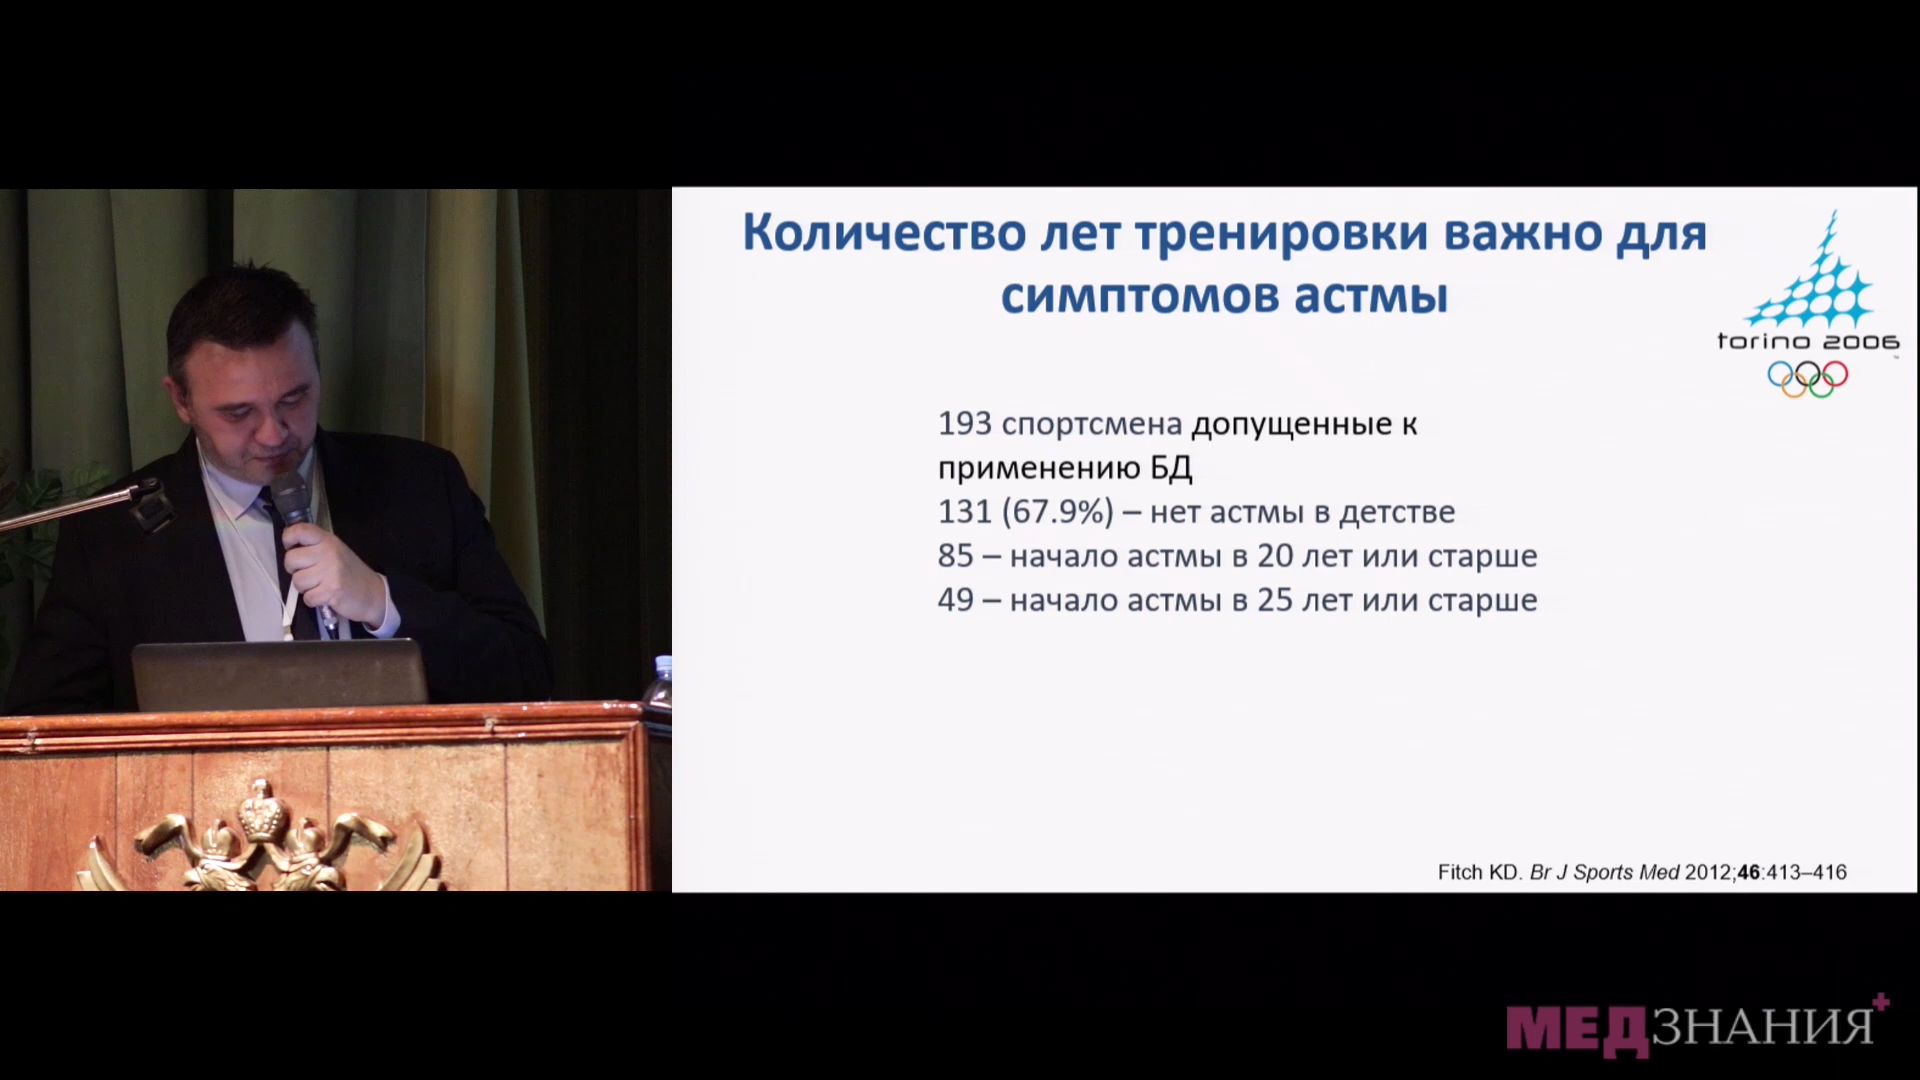 Количество лет тренировки важно для
симптомов астмы
torino 2006
193 спортсмена допущенные к
применению БД
131 (67.9%) – нет астмы в детстве
85 – начало астмы в 20 лет или старше
49 – начало астмы в 25 лет или старше
Fitch KD. Br J Sports Med 2012;46:413–416
МЕДЗНАНИЯ+